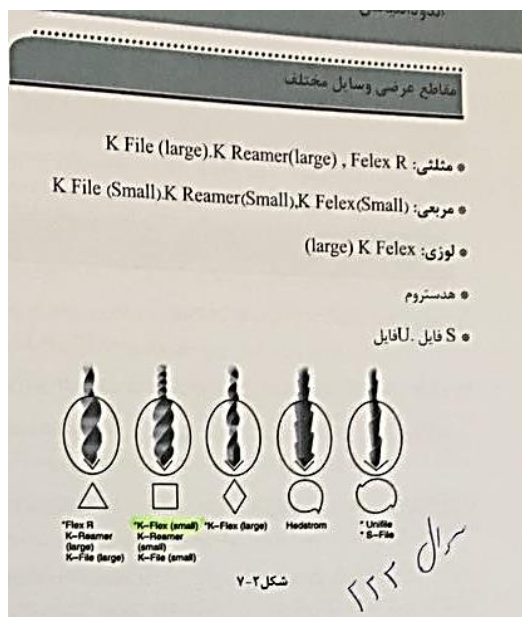 مقاطع عرضی وسایل مختلف
● مثلثی: K File (large).K Reamer(large) , Felex R
● مربعی: K File (Small).K Reamer(Small),K Felex(Small)
● لوزی: K Felex (large)
● هدستروم
● S فایل .Uفایل
*Flex R
K-Reamer
(large)
K-File (large)
*K-Flex (small)
K-Reamer
(small)
K-File (small)
*K-Flex (large)
Hedstrom
* Unifile
* S-File
شکل ۲-۷
سوال ۲۲۳